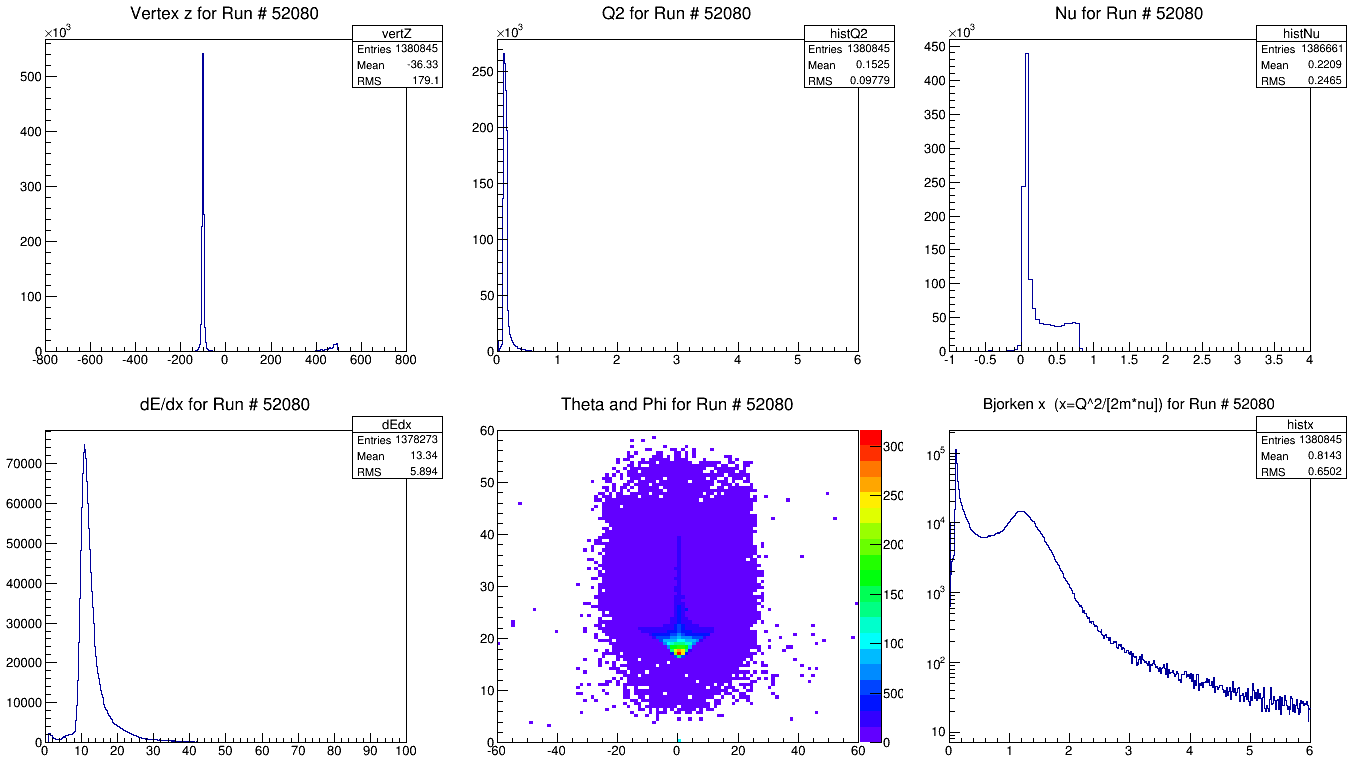 Vertex z for Run # 52080
×10³
vertZ
Entries 1380845
Mean -36.33
RMS 179.1
500
400
300
200
100
0
-800 -600 -400 -200 0 200 400 600 800
Q2 for Run # 52080
×10³
histQ2
Entries 1380845
Mean 0.1525
RMS 0.09779
250
200
150
100
50
0
0 1 2 3 4 5 6
Nu for Run # 52080
×10³
histNu
Entries 1386661
Mean 0.2209
RMS 0.2465
450
400
350
300
250
200
150
100
50
0
-1 -0.5 0 0.5 1 1.5 2 2.5 3 3.5 4
dE/dx for Run # 52080
dEdx
Entries 1378273
Mean 13.34
RMS 5.894
70000
60000
50000
40000
30000
20000
10000
0
0 10 20 30 40 50 60 70 80 90 100
Theta and Phi for Run # 52080
60
50
40
30
20
10
0
-60 -40 -20 0 20 40 60
300
250
200
150
100
500
0
Bjorken x (x=Q^2/[2m*nu]) for Run # 52080
histx
Entries 1380845
Mean 0.8143
RMS 0.6502
10⁵
10⁴
10³
10²
10
0 1 2 3 4 5 6